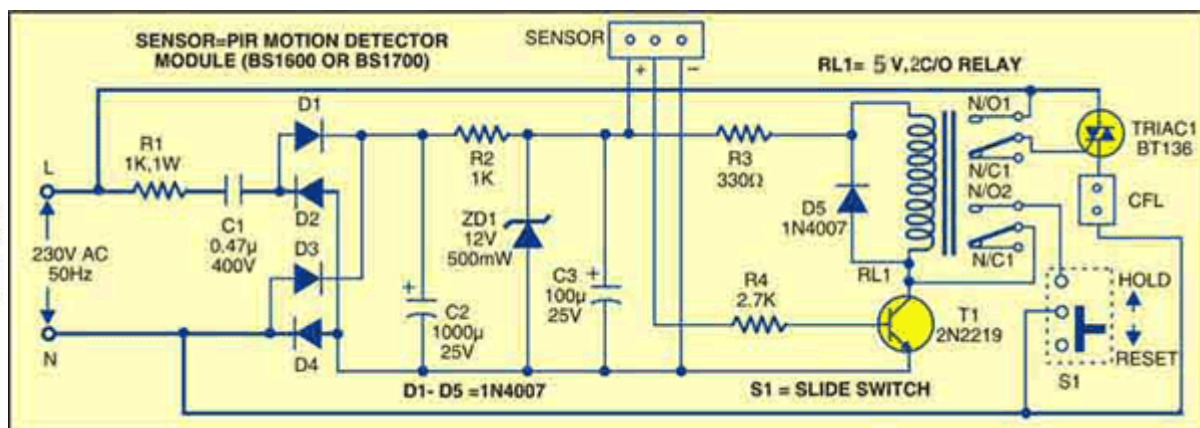 SENSOR=PIR MOTION DETECTOR
MODULE (BS1600 OR BS1700)
SENSOR
+
−
RL1= 5 V,2C/O RELAY
D1
N/O1
TRIAC1
BT136
R1
1K,1W
L
R2
1K
R3
330Ω
N/C1
N/O2
CFL
C1
0.47µ
400V
D2
D3
ZD1
12V
500mW
D5
1N4007
230V AC
50Hz
RL1
N/C1
HOLD
C3
100µ
25V
+
R4
2.7K
+
C2
1000µ
25V
T1
2N2219
N
D4
RESET
S1
D1- D5 =1N4007
S1 = SLIDE SWITCH